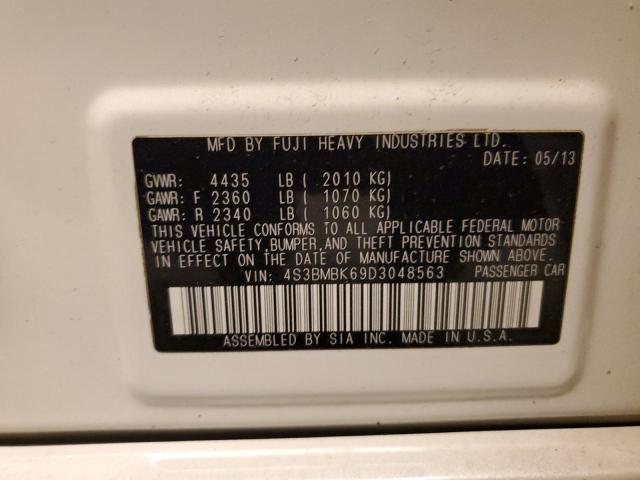 MFD BY FUJI HEAVY INDUSTRIES LTD.
DATE: 05/13
GVWR: 4435 LB ( 2010 KG)
GAWR: F 2360 LB ( 1070 KG)
GAWR: R 2340 LB ( 1060 KG)
THIS VEHICLE CONFORMS TO ALL APPLICABLE FEDERAL MOTOR
VEHICLE SAFETY,BUMPER,AND THEFT PREVENTION STANDARDS
IN EFFECT ON THE DATE OF MANUFACTURE SHOWN ABOVE.
VIN: 4S3BMBK69D3048563 PASSENGER CAR
ASSEMBLED BY SIA INC. MADE IN U.S.A.